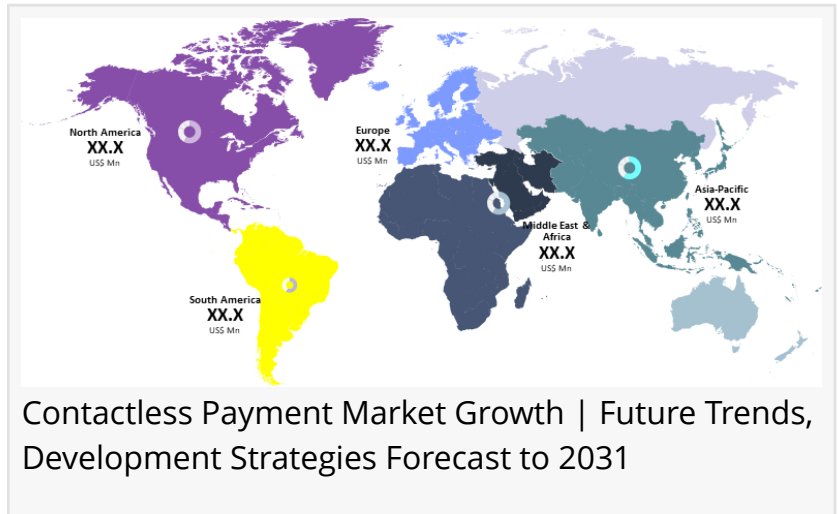 North America
XX.X
US$ Mn
Europe
XX.X
US$ Mn
Asia-Pacific
XX.X
US$ Mn
Middle East &
Africa
XX.X
US$ Mn
South America
XX.X
US$ Mn
Contactless Payment Market Growth | Future Trends,
Development Strategies Forecast to 2031